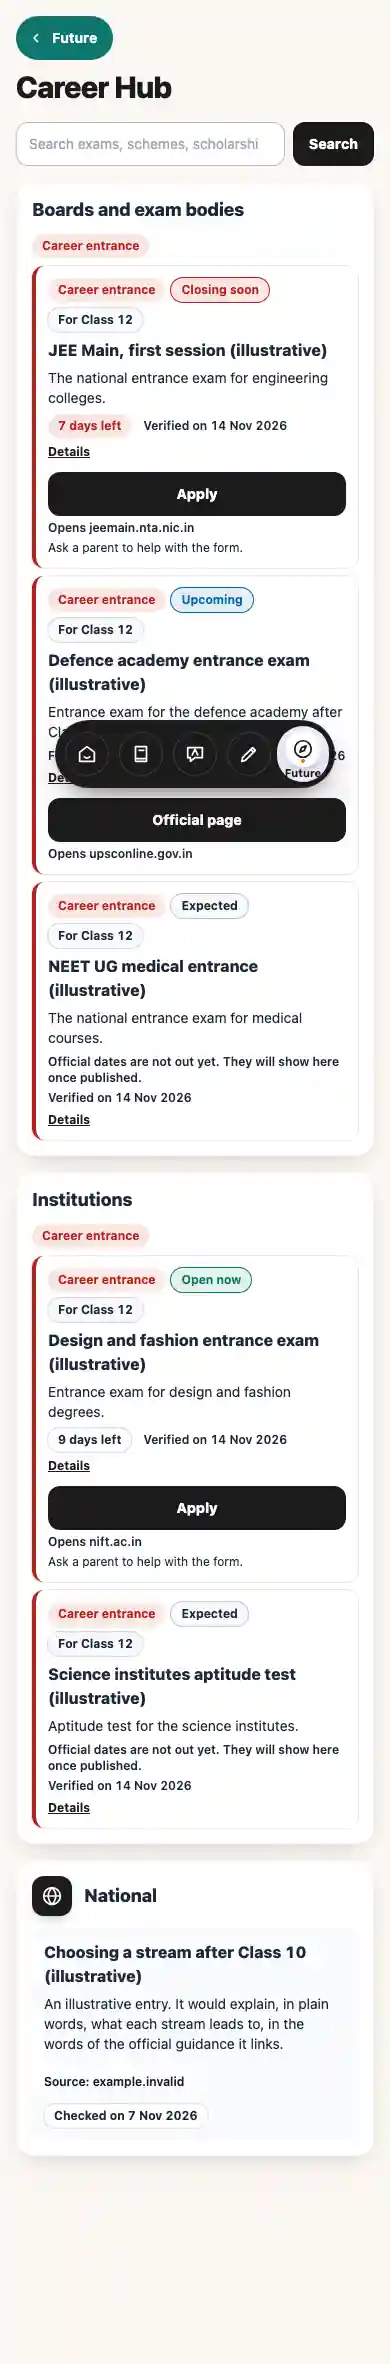 Future
Career Hub
Search exams, schemes, scholarshi
Search
Boards and exam bodies
Career entrance
Career entrance
Closing soon
For Class 12
JEE Main, first session (illustrative)
The national entrance exam for engineering
colleges.
7 days left
Verified on 14 Nov 2026
Details
Apply
Opens jeemain.nta.nic.in
Ask a parent to help with the form.
Career entrance
Upcoming
For Class 12
Defence academy entrance exam
(illustrative)
Entrance exam for the defence academy after
Future
Official page
Opens upsconline.gov.in
Career entrance
Expected
For Class 12
NEET UG medical entrance
(illustrative)
The national entrance exam for medical
courses.
Official dates are not out yet. They will show here
once published.
Verified on 14 Nov 2026
Details
Institutions
Career entrance
Career entrance
Open now
For Class 12
Design and fashion entrance exam
(illustrative)
Entrance exam for design and fashion
degrees.
9 days left
Verified on 14 Nov 2026
Details
Apply
Opens nift.ac.in
Ask a parent to help with the form.
Career entrance
Expected
For Class 12
Science institutes aptitude test
(illustrative)
Aptitude test for the science institutes.
Official dates are not out yet. They will show here
once published.
Verified on 14 Nov 2026
Details
National
Choosing a stream after Class 10
(illustrative)
An illustrative entry. It would explain, in plain
words, what each stream leads to, in the
words of the official guidance it links.
Source: example.invalid
Checked on 7 Nov 2026